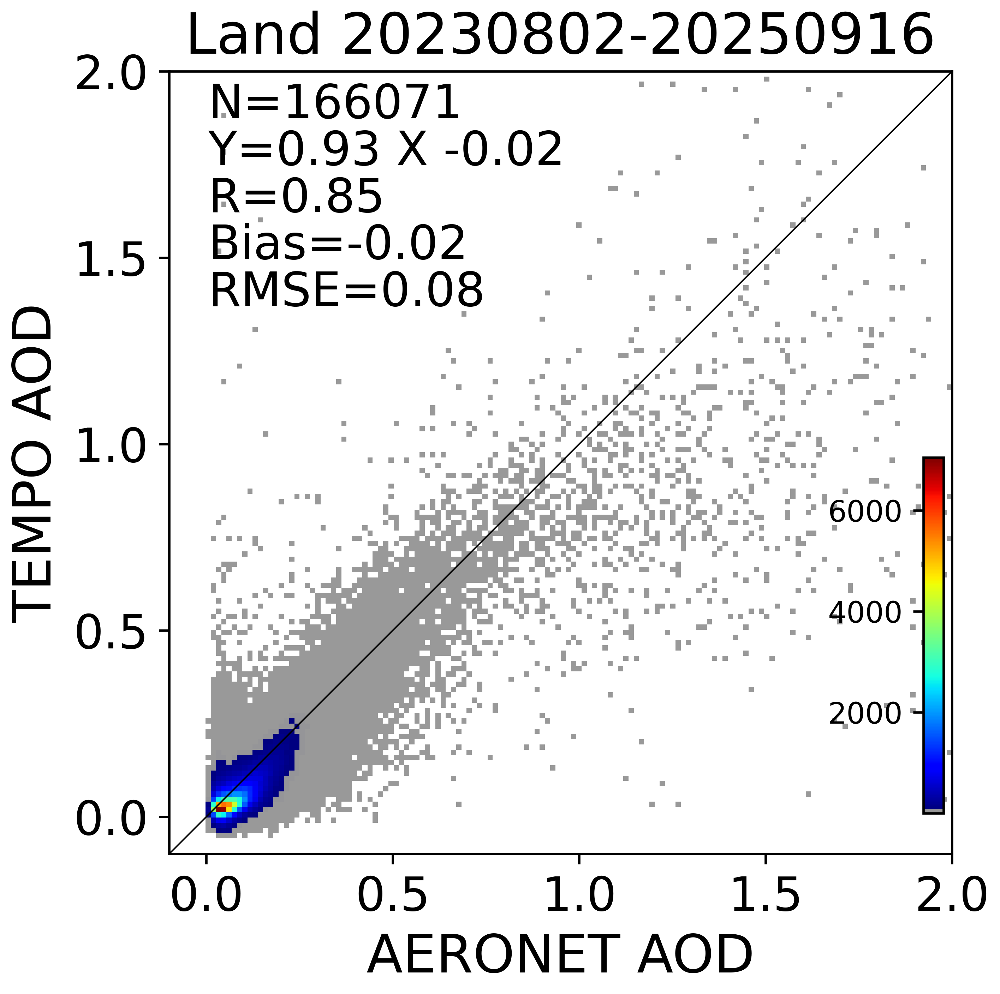 Land 20230802-20250916
N=166071
Y=0.93 X -0.02
R=0.85
Bias=-0.02
RMSE=0.08
2.0
1.5
1.0
0.5
0.0
TEMPO AOD
6000
4000
2000
0.0 0.5 1.0 1.5 2.0
AERONET AOD